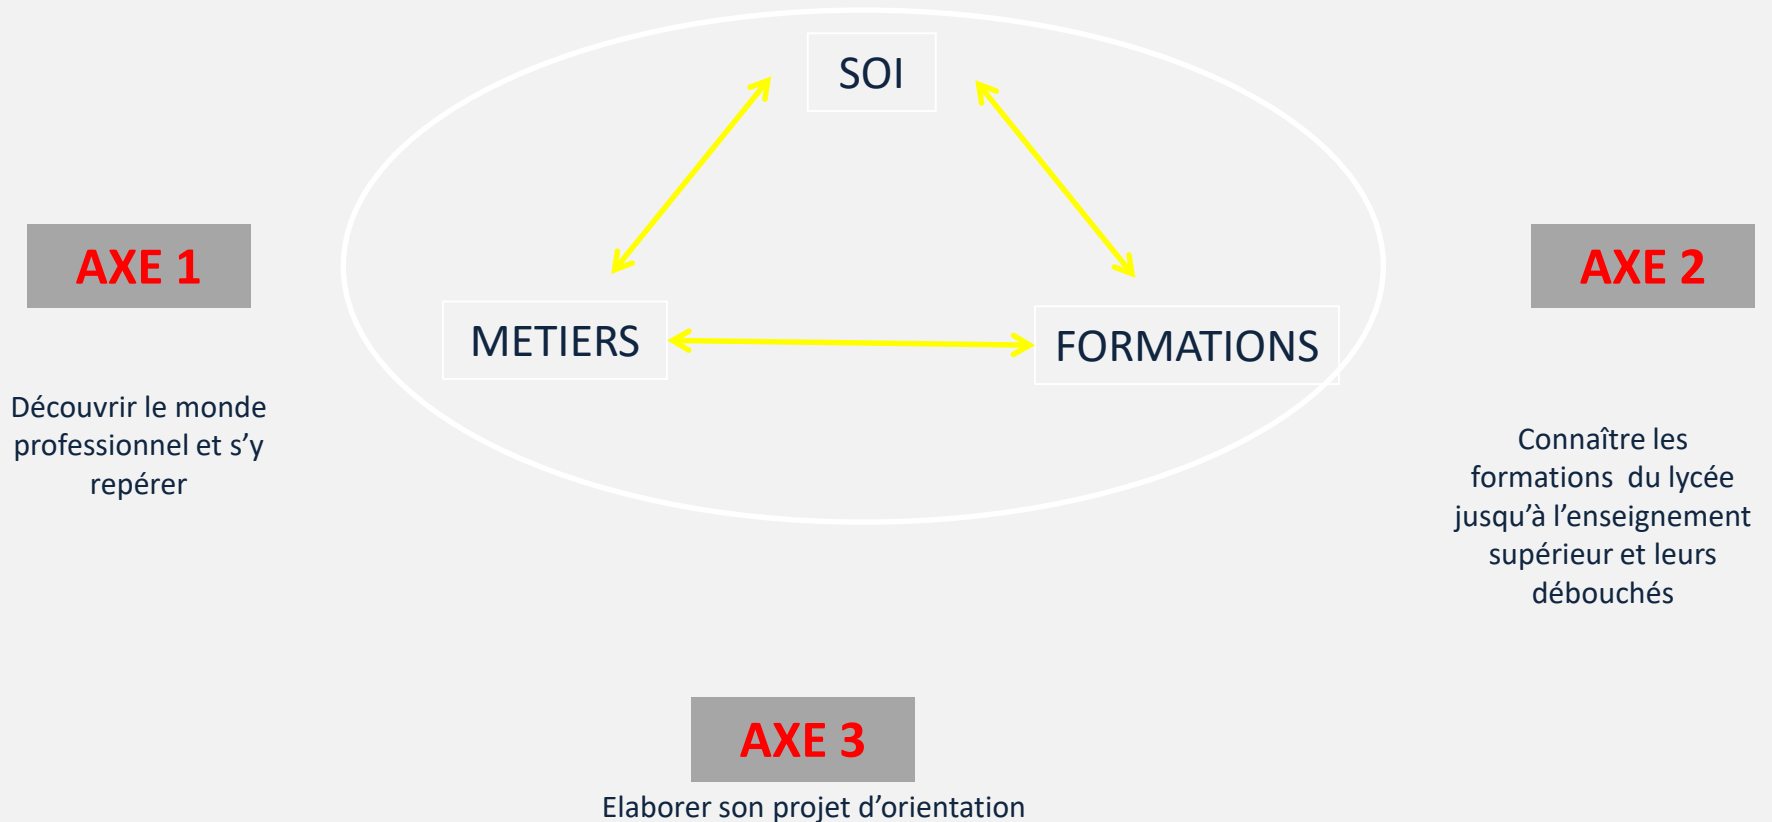 SOI
AXE 1
AXE 2
METIERS
FORMATIONS
Découvrir le monde
professionnel et s’y
repérer
Connaître les
formations  du lycée
jusqu’à l’enseignement
supérieur et leurs
débouchés
AXE 3
Elaborer son projet d’orientation